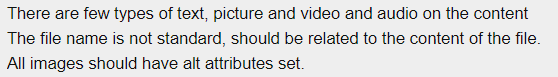 There are few types of text, picture and video and audio on the content
The file name is not standard, should be related to the content of the file.
All images should have alt attributes set.